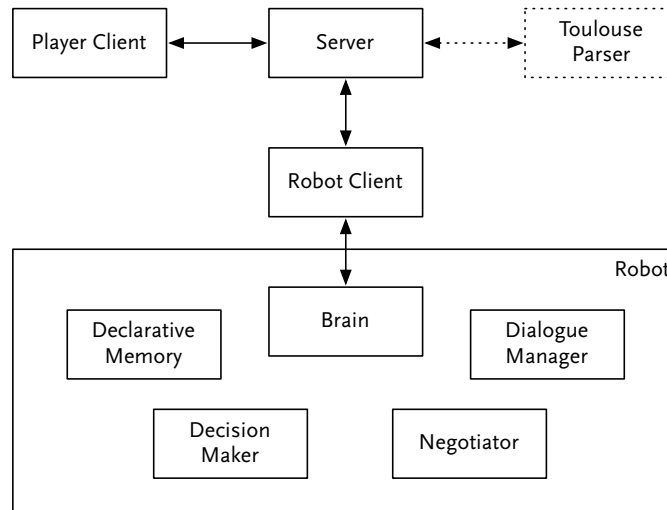 Player Client
Server
Toulouse
Parser
Robot Client
Robot
Brain
Declarative
Memory
Dialogue
Manager
Decision
Maker
Negotiator